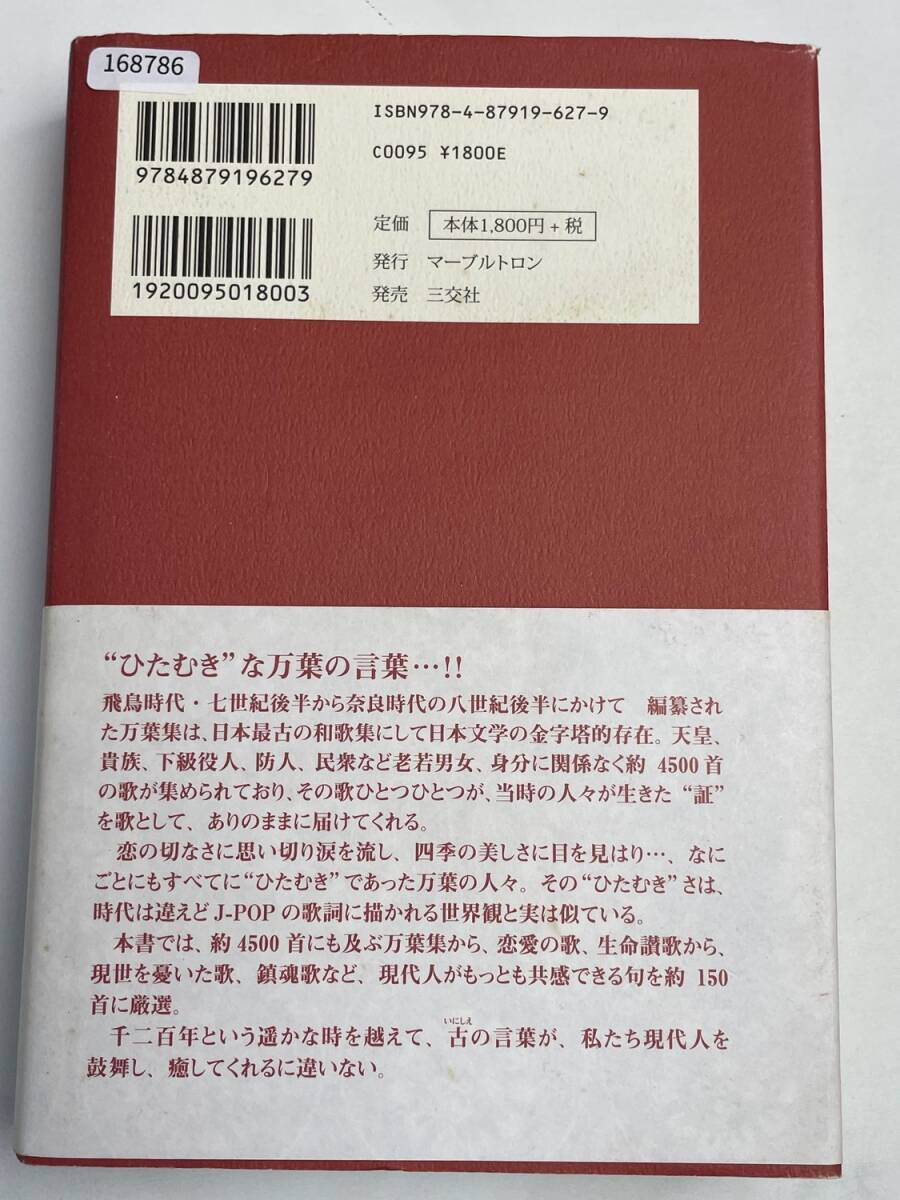 168786
ISBN978-4-87919-627-9
C0095 ¥1800E
9784879196279
1920095018003
定価 本体1,800円+税
発行 マーブルトロン
発売 三交社
“ひたむき”な万葉の言葉…!!
飛鳥時代・七世紀後半から奈良時代の八世紀後半にかけて 編纂され
た万葉集は、日本最古の和歌集にして日本文学の金字塔的存在。天皇、
貴族、下級役人、防人、民衆など老若男女、身分に関係なく約 4500首
の歌が集められており、その歌ひとつひとつが、当時の人々が生きた “証”
を歌として、ありのままに届けてくれる。
恋の切なさに思い切り涙を流し、四季の美しさに目を見はり…、なに
ごとにもすべてに“ひたむき”であった万葉の人々。その“ひたむき”さは、
時代は違えど J-POP の歌詞に描かれる世界観と実は似ている。
本書では、約 4500 首にも及ぶ万葉集から、恋愛の歌、生命讃歌から、
現世を憂いた歌、鎮魂歌など、現代人がもっとも共感できる句を約 150
首に厳選。
いにしえ
千二百年という遥かな時を越えて、古の言葉が、私たち現代人を
鼓舞し、癒してくれるに違いない。